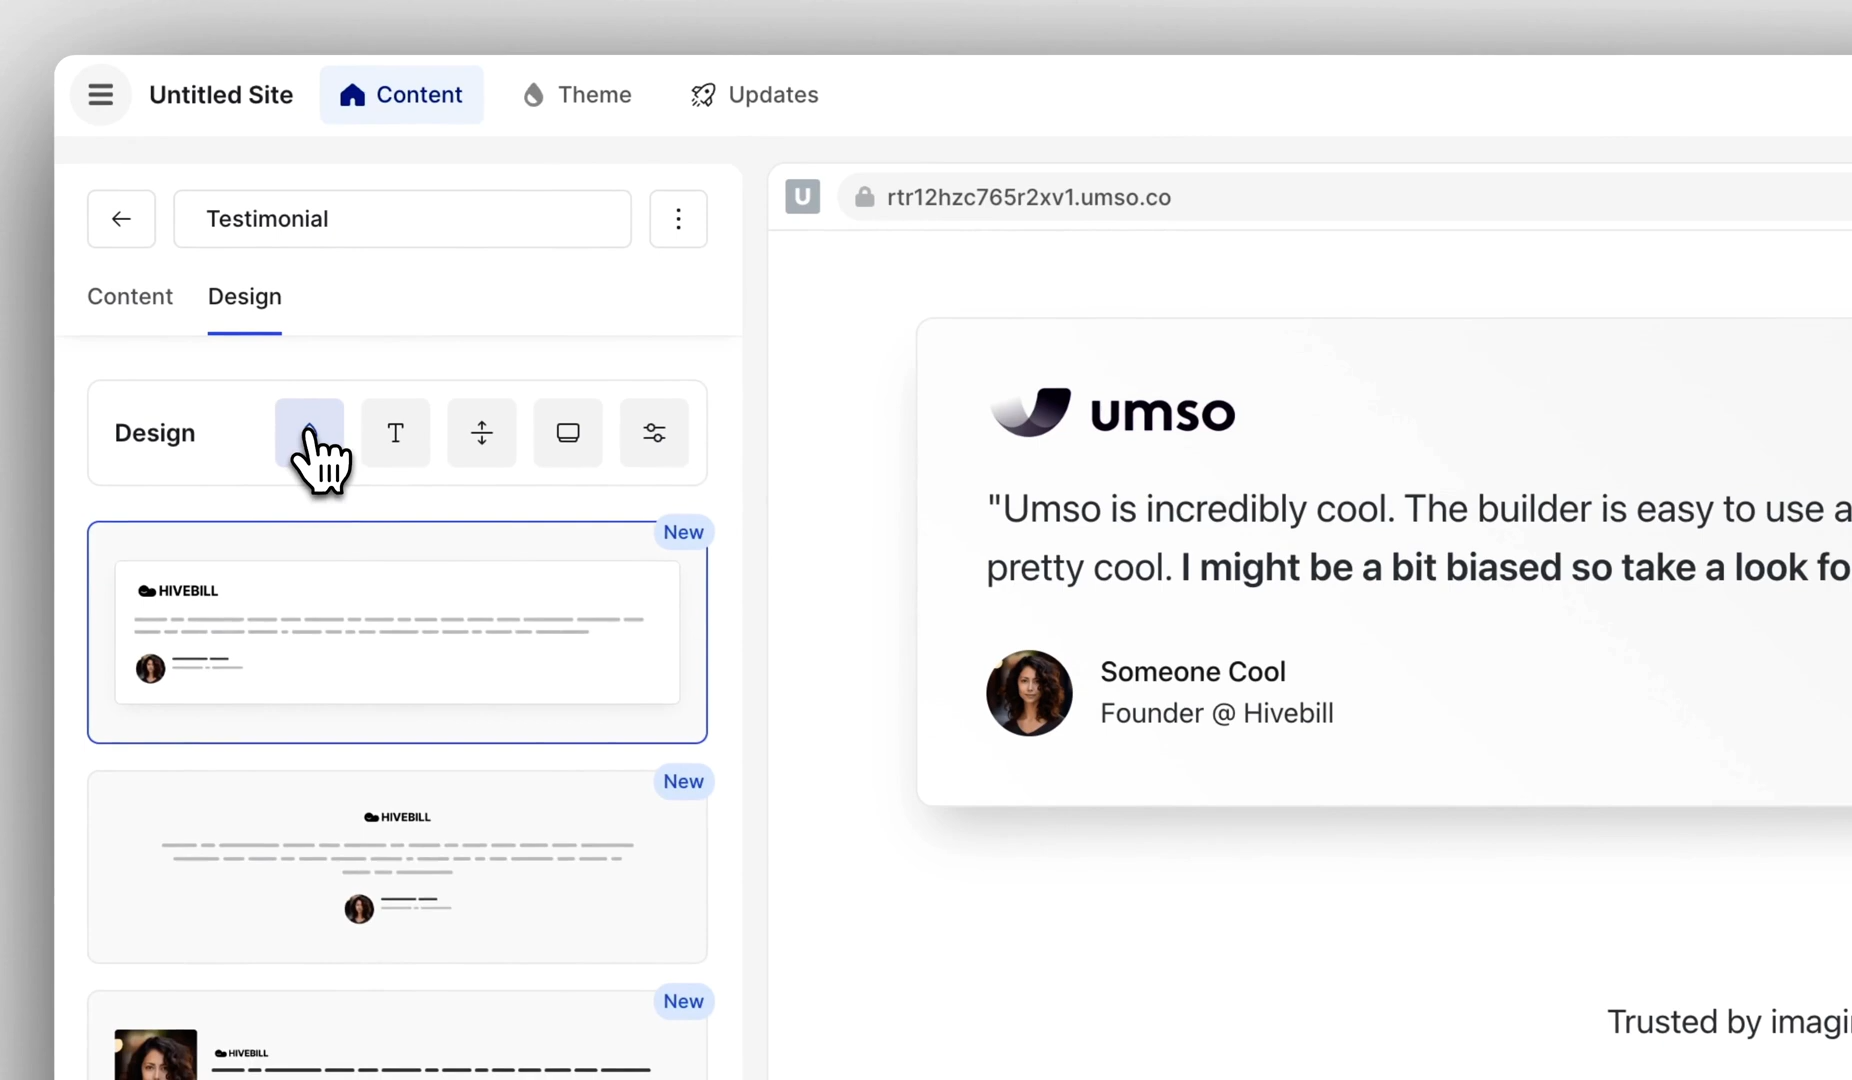 Untitled Site
Content
Theme
Updates
Testimonial
U
rtr12hzc765r2xv1.umso.co
Content
Design
Design
T
New
HIVEBILL
New
HIVEBILL
New
HIVEBILL
umso
"Umso is incredibly cool. The builder is easy to use a
pretty cool. I might be a bit biased so take a look fo
Someone Cool
Founder @ Hivebill
Trusted by imagi